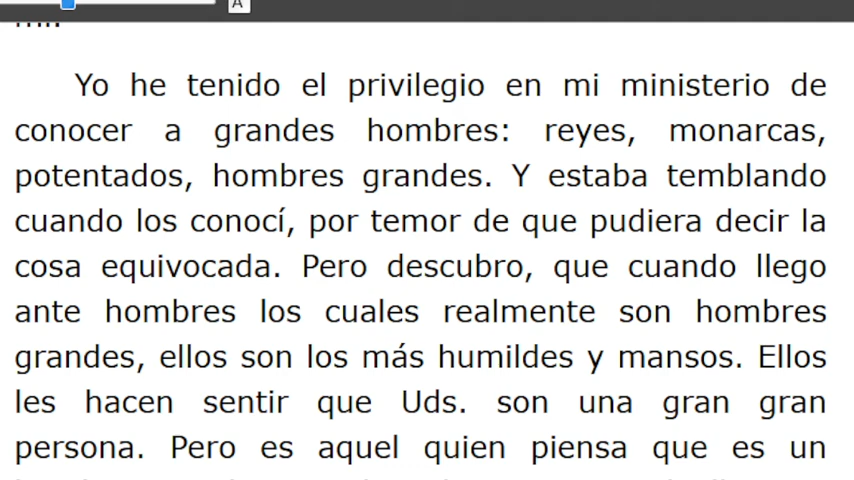 A
Yo he tenido el privilegio en mi ministerio de
conocer a grandes hombres: reyes, monarcas,
potentados, hombres grandes. Y estaba temblando
cuando los conocí, por temor de que pudiera decir la
cosa equivocada. Pero descubro, que cuando llego
ante hombres los cuales realmente son hombres
grandes, ellos son los más humildes y mansos. Ellos
les hacen sentir que Uds. son una gran gran
persona. Pero es aquel quien piensa que es un